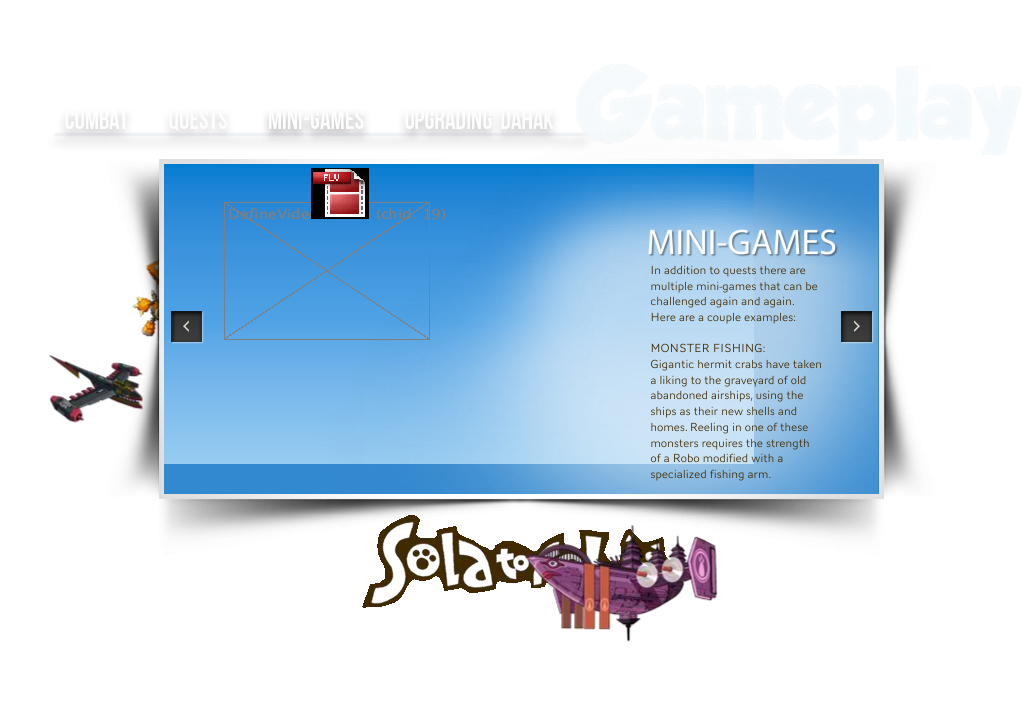 Gameplay
COMBAT QUESTS MINI-GAMES UPGRADING DAHAK
FLV
DefineVide (chid: 19)
MINI-GAMES
In addition to quests there are
multiple mini-games that can be
challenged again and again.
Here are a couple examples:
MONSTER FISHING:
Gigantic hermit crabs have taken
a liking to the graveyard of old
abandoned airships, using the
ships as their new shells and
homes. Reeling in one of these
monsters requires the strength
of a Robo modified with a
specialized fishing arm.
Sola to